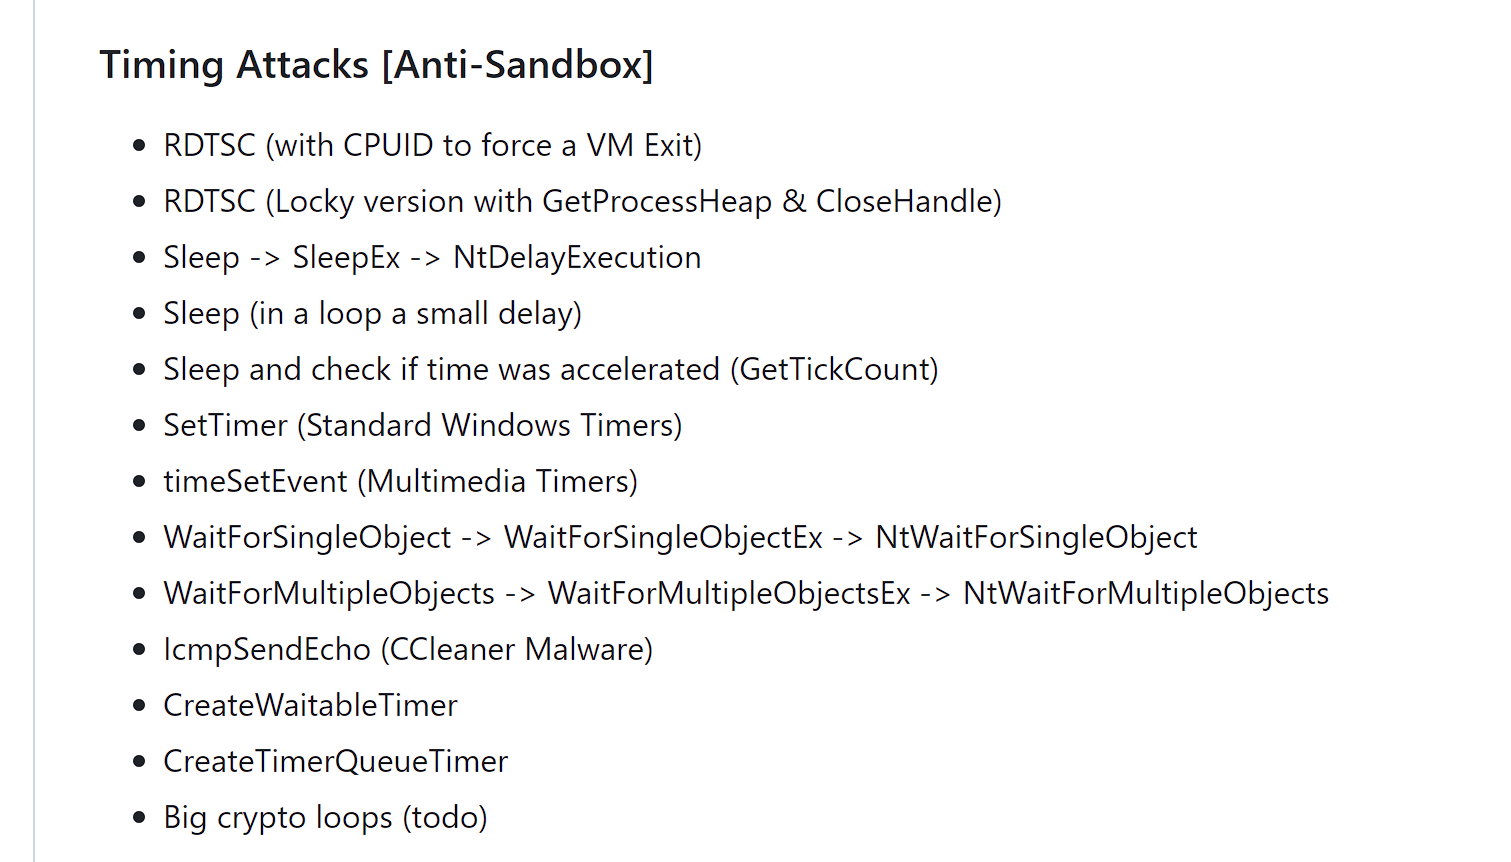 Timing Attacks [Anti-Sandbox]
RDTSC (with CPUID to force a VM Exit)
RDTSC (Locky version with GetProcessHeap & CloseHandle)
Sleep -> SleepEx -> NtDelayExecution
Sleep (in a loop a small delay)
Sleep and check if time was accelerated (GetTickCount)
SetTimer (Standard Windows Timers)
timeSetEvent (Multimedia Timers)
WaitForSingleObject -> WaitForSingleObjectEx -> NtWaitForSingleObject
WaitForMultipleObjects -> WaitForMultipleObjectsEx -> NtWaitForMultipleObjects
IcmpSendEcho (CCleaner Malware)
CreateWaitableTimer
CreateTimerQueueTimer
Big crypto loops (todo)